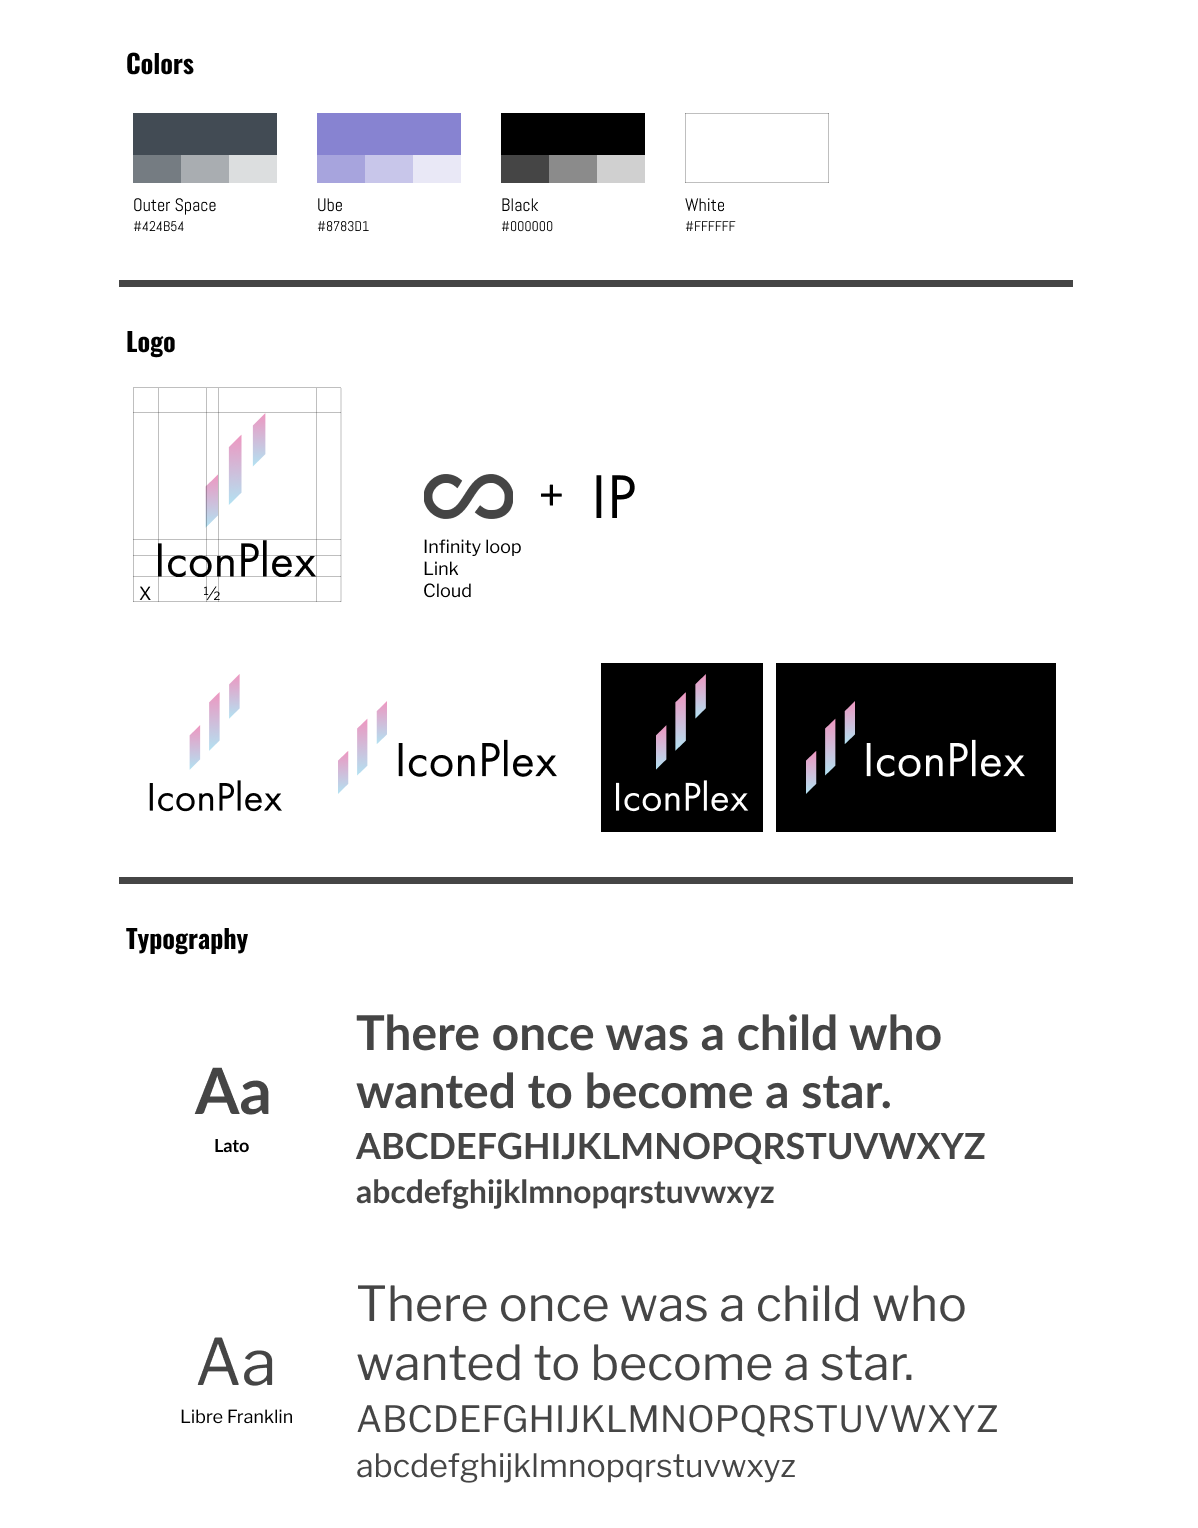 Colors
Outer Space
#424B54
Ube
#8783D1
Black
#000000
White
#FFFFFF
Logo
IconPlex
X
½
+ IP
Infinity loop
Link
Cloud
IconPlex
IconPlex
IconPlex
IconPlex
Typography
Aa
Lato
There once was a child who
wanted to become a star.
ABCDEFGHIJKLMNOPQRSTUVWXYZ
abcdefghijklmnopqrstuvwxyz
Aa
Libre Franklin
There once was a child who
wanted to become a star.
ABCDEFGHIJKLMNOPQRSTUVWXYZ
abcdefghijklmnopqrstuvwxyz